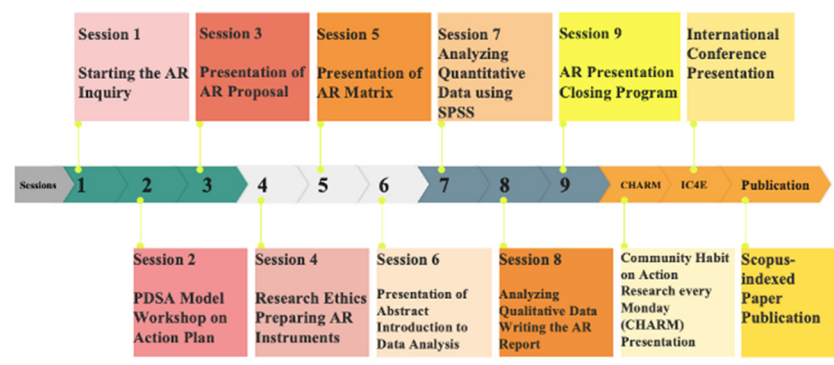 Session 1
Starting the AR
Inquiry
Session 3
Presentation of
AR Proposal
Session 5
Presentation of
AR Matrix
Session 7
Analyzing
Quantitative
Data using
SPSS
Session 9
AR Presentation
Closing Program
International
Conference
Presentation
Sessions 1 2 3 4 5 6 7 8 9 CHARM IC4E Publication
Session 2
PDSA Model
Workshop on
Action Plan
Session 4
Research Ethics
Preparing AR
Instruments
Session 6
Presentation of
Abstract
Introduction to
Data Analysis
Session 8
Analyzing
Qualitative Data
Writing the AR
Report
Community Habit
on Action
Research every
Monday
(CHARM)
Presentation
Scopus-
indexed
Paper
Publication